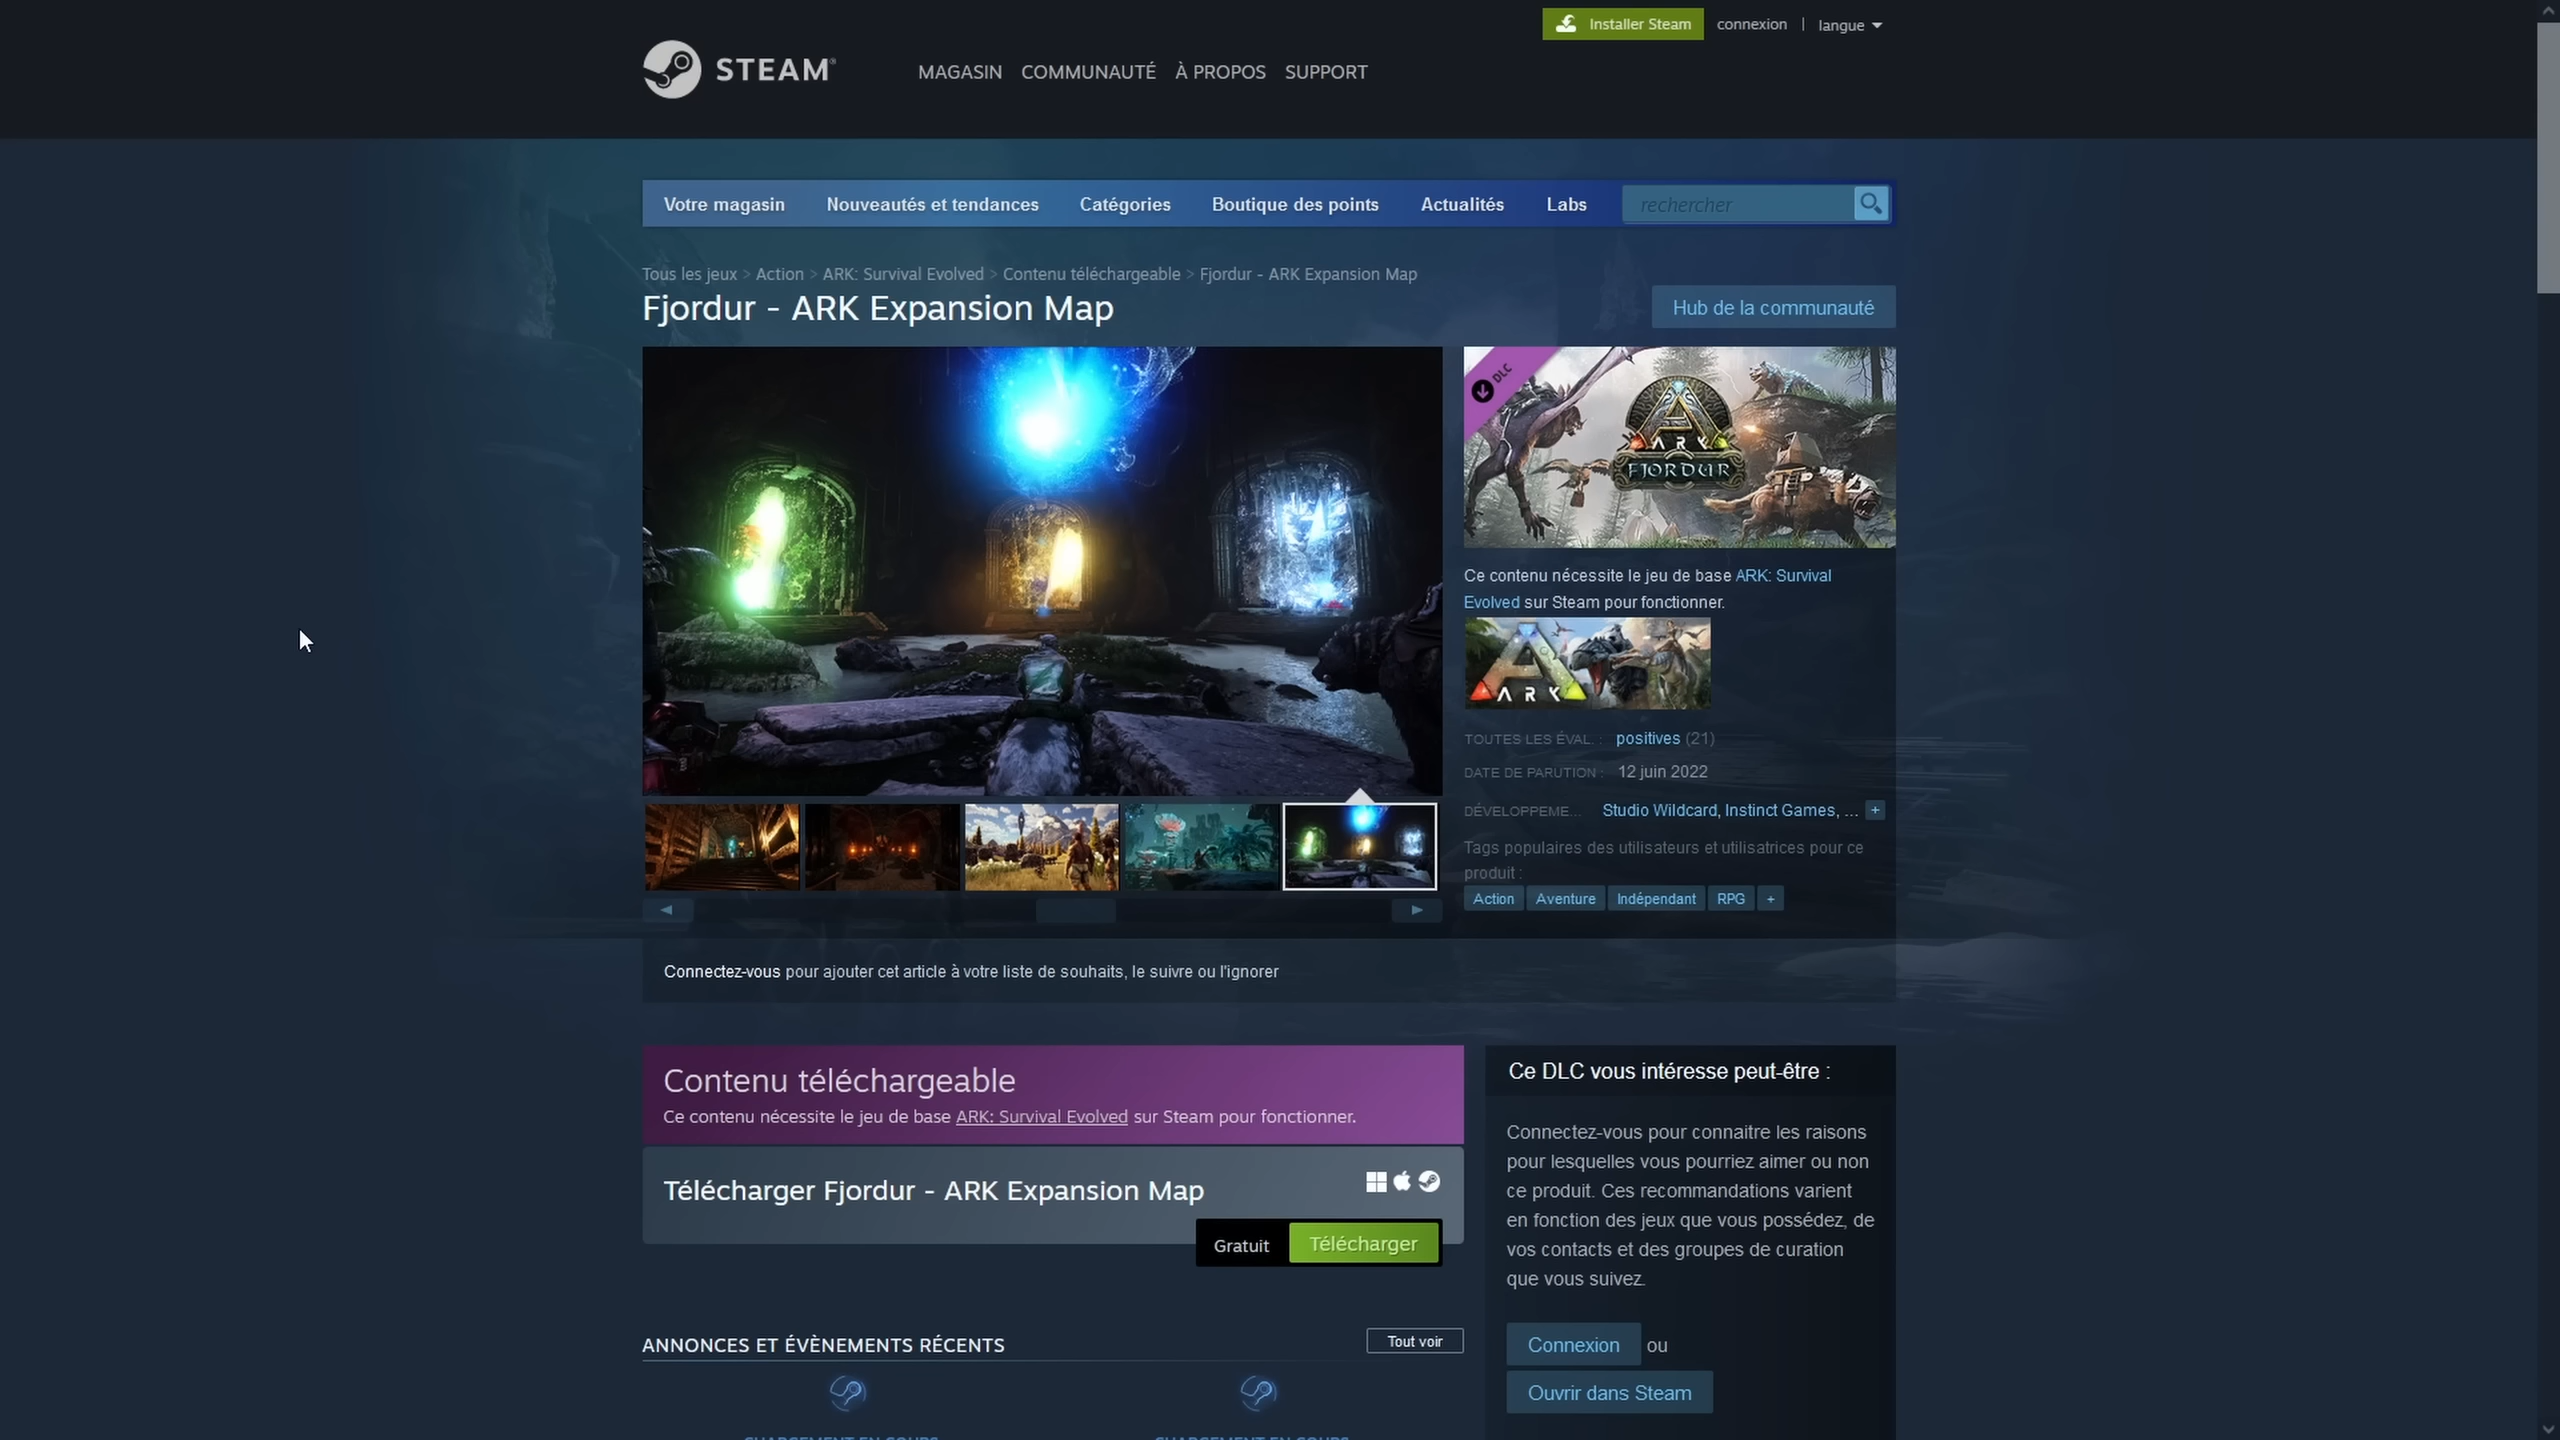 Installer Steam
connexion | langue
STEAM®
MAGASIN COMMUNAUTÉ À PROPOS SUPPORT
Votre magasin Nouveautés et tendances Catégories Boutique des points Actualités Labs rechercher
Tous les jeux > Action > ARK: Survival Evolved > Contenu téléchargeable > Fjordur - ARK Expansion Map
Fjordur - ARK Expansion Map
Hub de la communauté
DLC
ARK
FJORDUR
Ce contenu nécessite le jeu de base ARK: Survival
Evolved sur Steam pour fonctionner.
ARK
TOUTES LES ÉVAL. : positives (21)
DATE DE PARUTION : 12 juin 2022
DÉVELOPPEME... Studio Wildcard, Instinct Games, ... +
Tags populaires des utilisateurs et utilisatrices pour ce
produit :
Action Aventure Indépendant RPG +
Connectez-vous pour ajouter cet article à votre liste de souhaits, le suivre ou l'ignorer
Contenu téléchargeable
Ce contenu nécessite le jeu de base ARK: Survival Evolved sur Steam pour fonctionner.
Télécharger Fjordur - ARK Expansion Map
Gratuit Télécharger
ANNONCES ET ÉVÈNEMENTS RÉCENTS
Tout voir
CHARGEMENT EN COURS CHARGEMENT EN COURS
Ce DLC vous intéresse peut-être :
Connectez-vous pour connaitre les raisons
pour lesquelles vous pourriez aimer ou non
ce produit. Ces recommandations varient
en fonction des jeux que vous possédez, de
vos contacts et des groupes de curation
que vous suivez.
Connexion ou
Ouvrir dans Steam